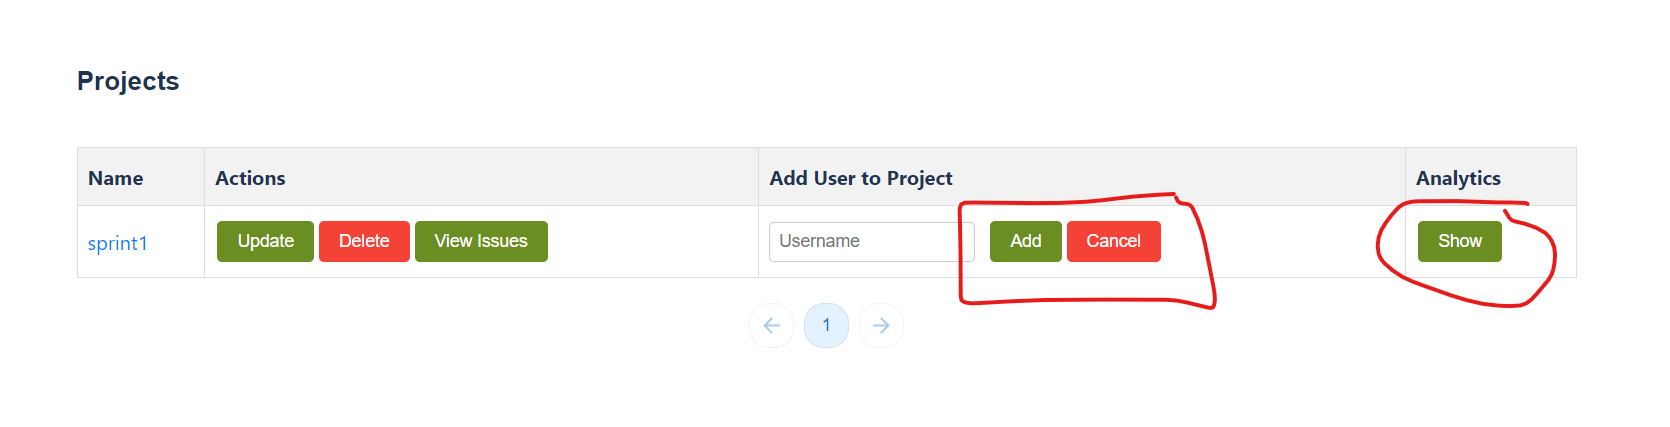 Projects
Name Actions Add User to Project Analytics
sprint1 Update Delete View Issues Username Add Cancel Show
1